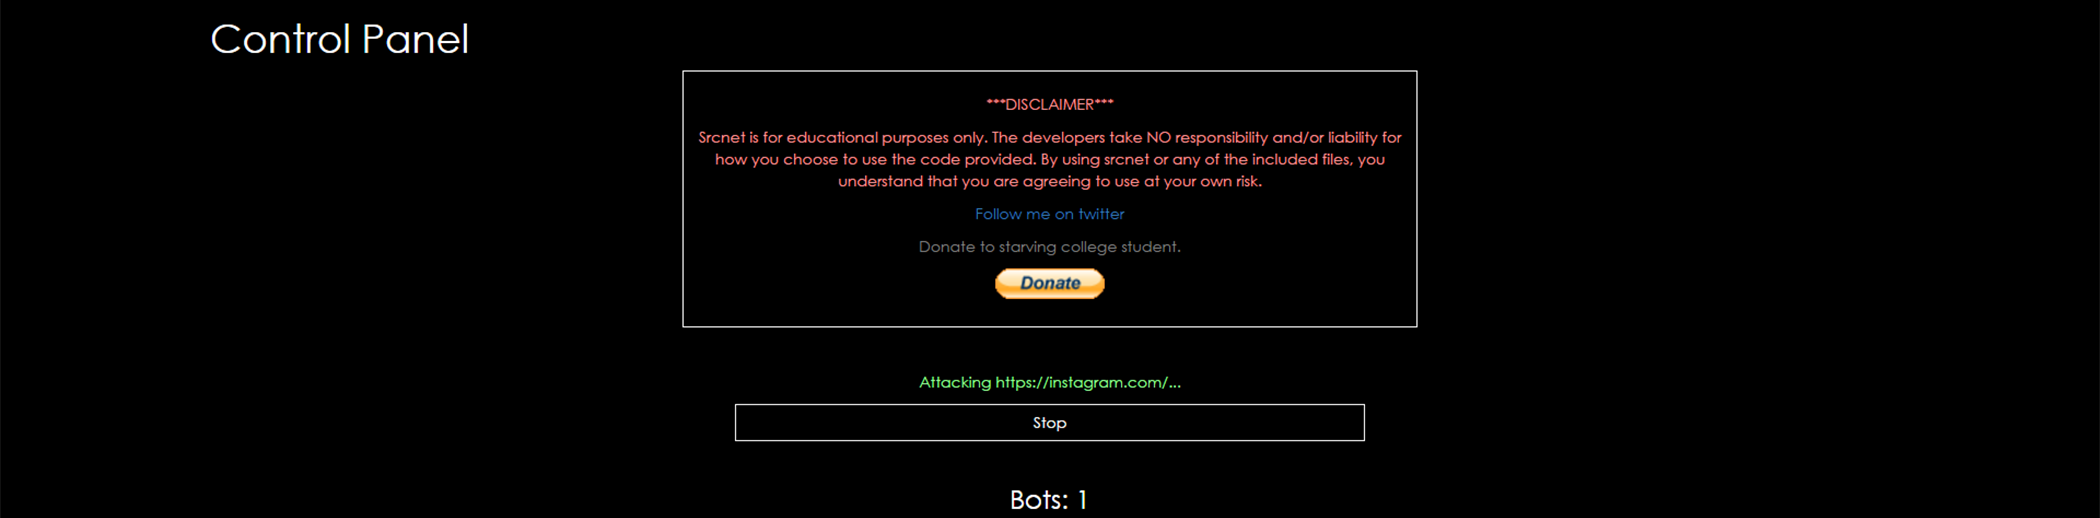 Control Panel
***DISCLAIMER***
Srcnet is for educational purposes only. The developers take NO responsibility and/or liability for
how you choose to use the code provided. By using srcnet or any of the included files, you
understand that you are agreeing to use at your own risk.
Follow me on twitter
Donate to starving college student.
Donate
Attacking https://instagram.com/...
Stop
Bots: 1